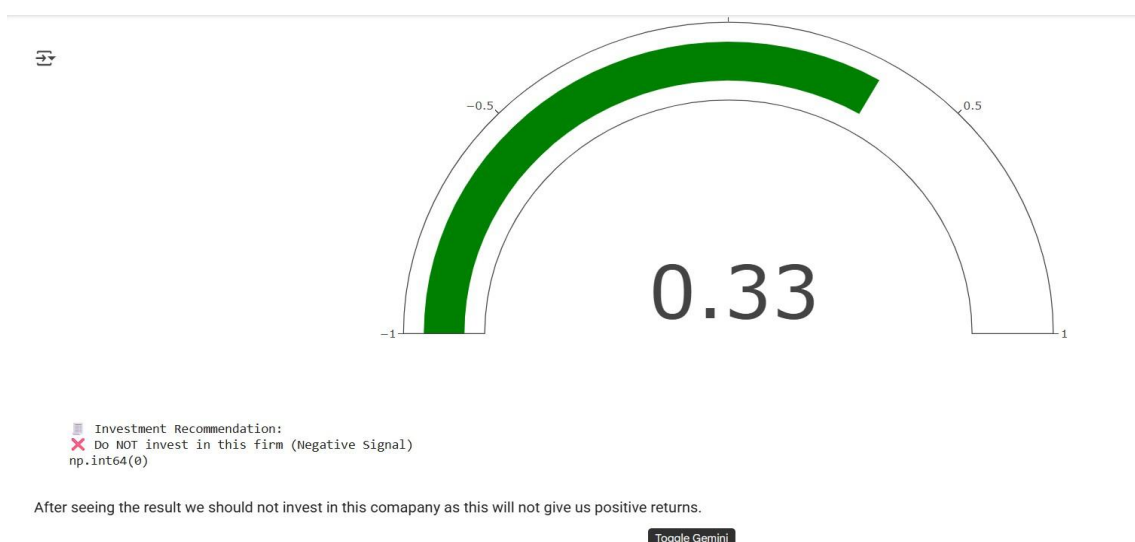 −0.5
0.5
0.33
−1
1
Investment Recommendation:
❌ Do NOT invest in this firm (Negative Signal)
np.int64(0)
After seeing the result we should not invest in this comapany as this will not give us positive returns.
Toggle Gemini